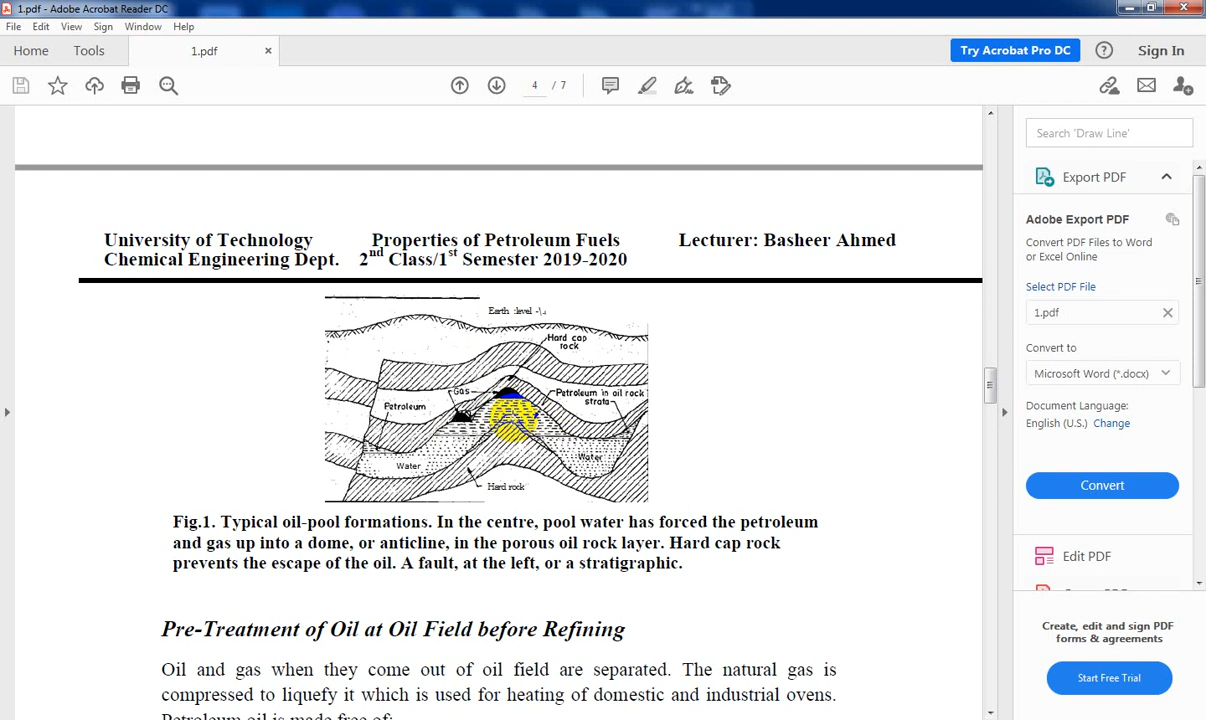 1.pdf - Adobe Acrobat Reader DC
File Edit View Sign Window Help
Home Tools 1.pdf × Try Acrobat Pro DC ? Sign In
4 / 7
Search 'Draw Line'
Export PDF
Adobe Export PDF
Convert PDF Files to Word
or Excel Online
Select PDF File
1.pdf
Convert to
Microsoft Word (*.docx)
Document Language:
English (U.S.) Change
Convert
Edit PDF
Create, edit and sign PDF
forms & agreements
Start Free Trial
University of Technology Properties of Petroleum Fuels Lecturer: Basheer Ahmed
Chemical Engineering Dept. 2nd Class/1st Semester 2019-2020
Earth :level
Hard cap
rock
Gas
Petroleum in oil rock
strata
Petroleum
Water
Water
Hard rock
Fig.1. Typical oil-pool formations. In the centre, pool water has forced the petroleum
and gas up into a dome, or anticline, in the porous oil rock layer. Hard cap rock
prevents the escape of the oil. A fault, at the left, or a stratigraphic.
Pre-Treatment of Oil at Oil Field before Refining
Oil and gas when they come out of oil field are separated. The natural gas is
compressed to liquefy it which is used for heating of domestic and industrial ovens.
Petroleum oil is made free of: